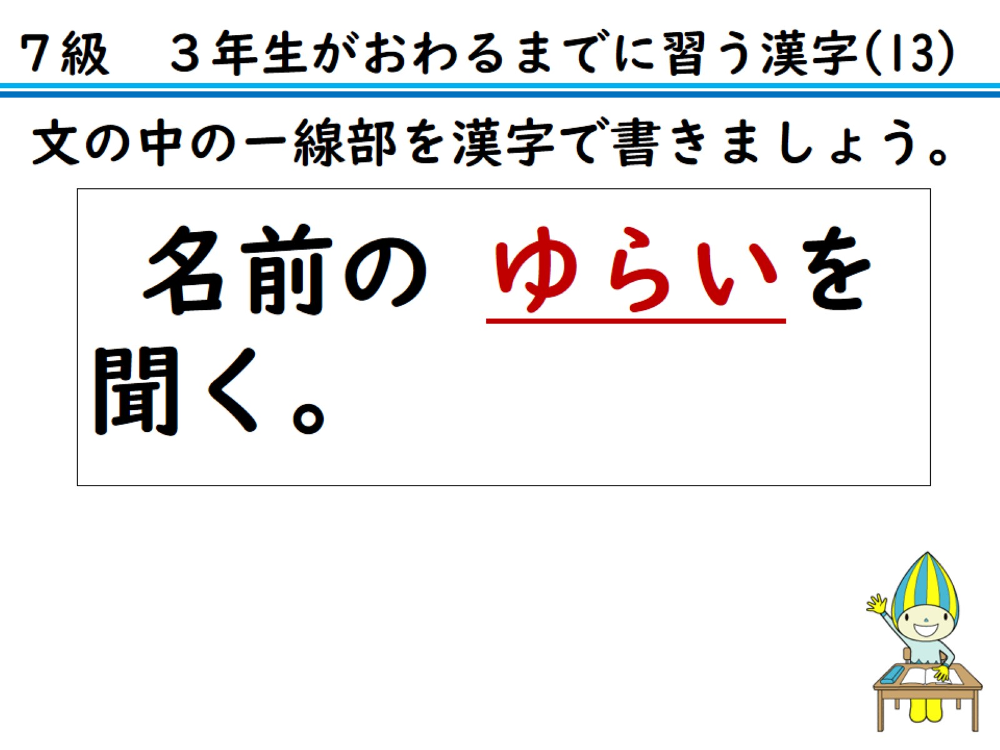 ７級　３年生がおわるまでに習う漢字(13)
文の中の一線部を漢字で書きましょう。
名前の ゆらいを
聞く。